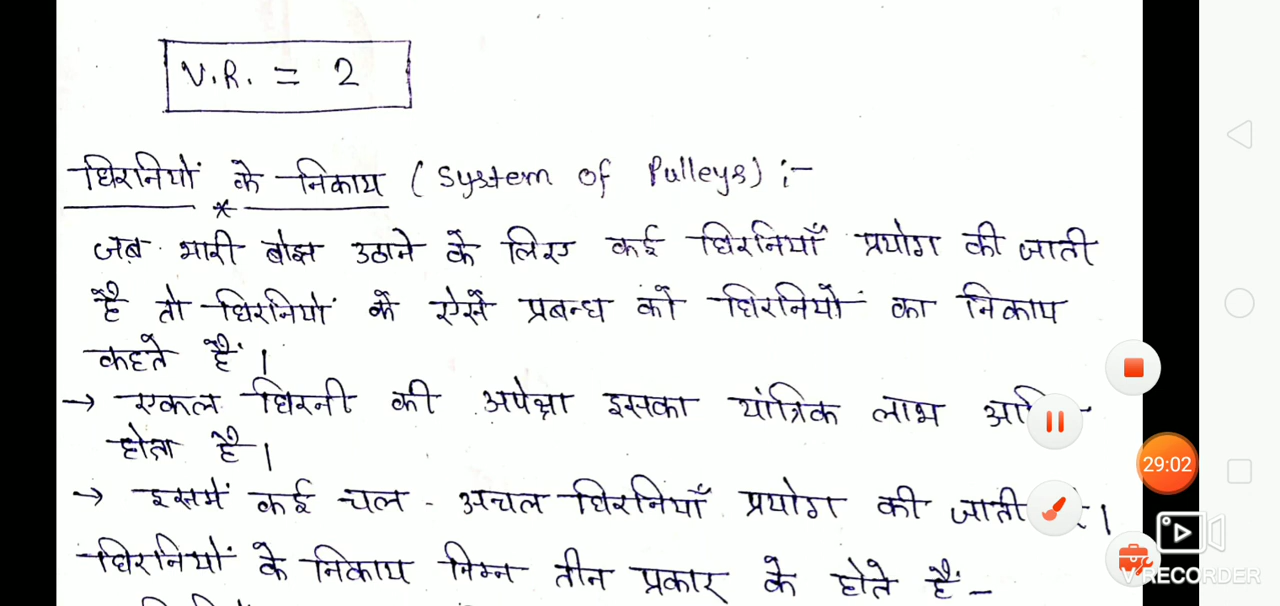 V.R. = 2
घिरनियों के निकाय (System of Pulleys) :-
जब भारी बोझ उठाने के लिए कई घिरनियाँ प्रयोग की जाती
है तो घिरनियों के ऐसे प्रबन्ध को घिरनियों का निकाय
कहते हैं।
→ एकल घिरनी की अपेक्षा इसका यांत्रिक लाभ
होता है।
→ इसमें कई चल - अचल घिरनियाँ प्रयोग की जाती
घिरनियों के निकाय निम्न तीन प्रकार के होते हैं -
29:02
V RECORDER